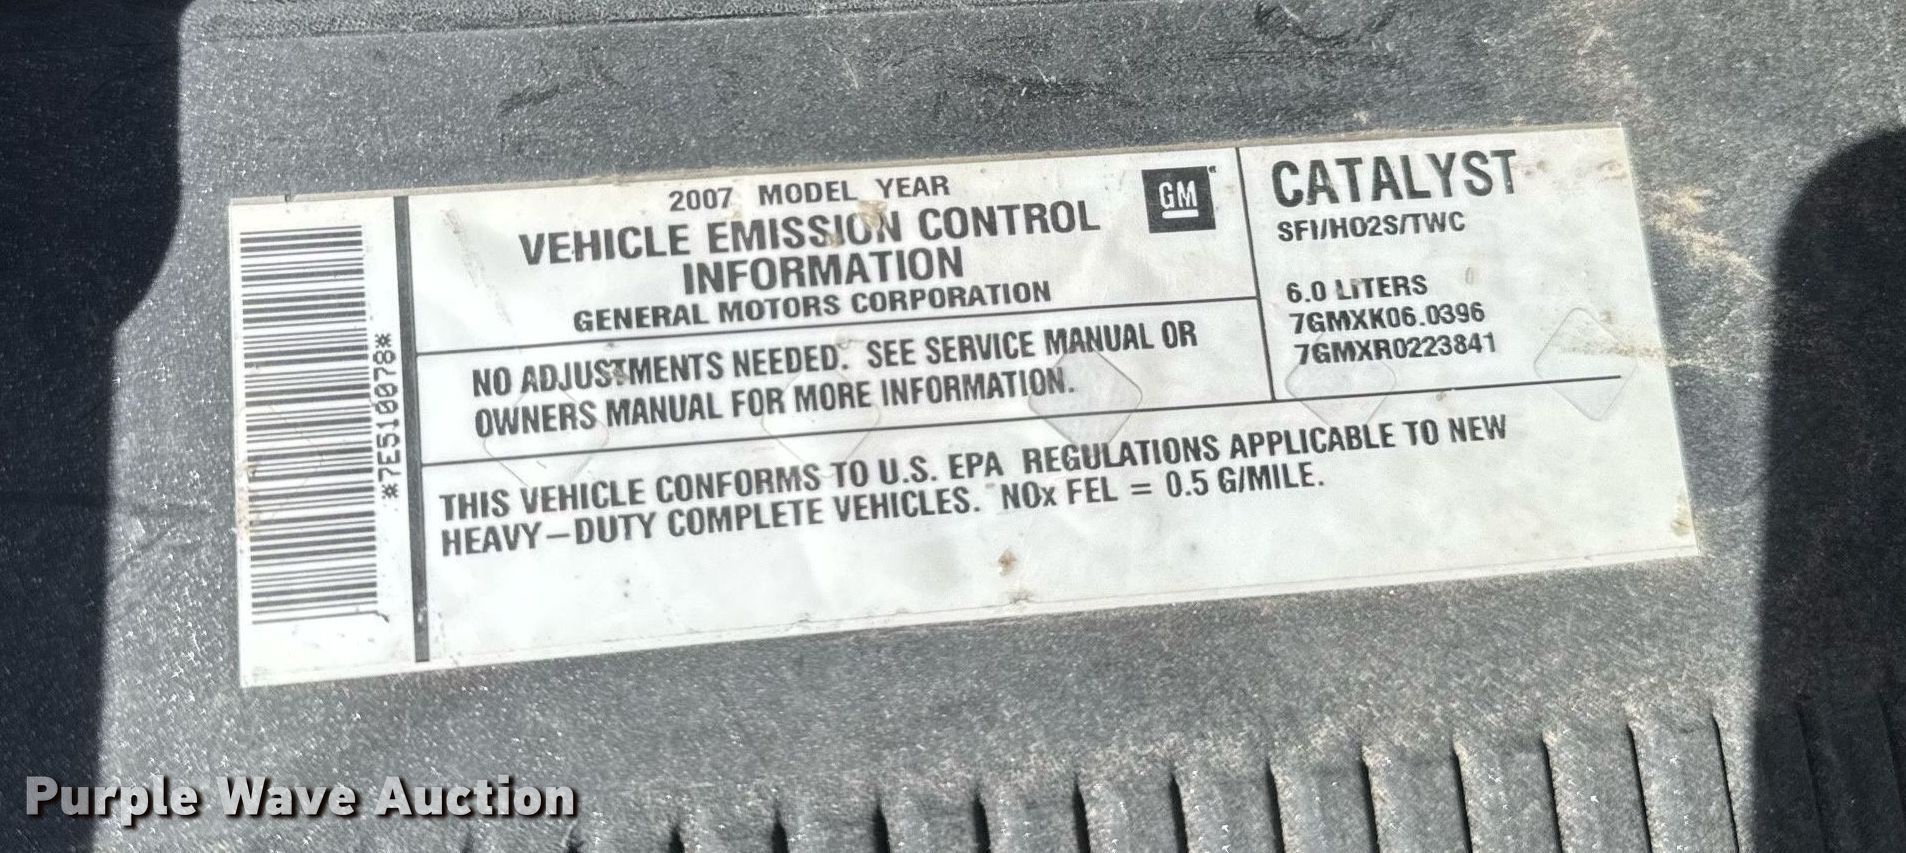 2007 MODEL YEAR
VEHICLE EMISSION CONTROL
INFORMATION
GENERAL MOTORS CORPORATION
GM
CATALYST
SFI/HO2S/TWC
6.0 LITERS
7GMXK06.0396
7GMXR0223841
NO ADJUSTMENTS NEEDED. SEE SERVICE MANUAL OR
OWNERS MANUAL FOR MORE INFORMATION.
THIS VEHICLE CONFORMS TO U.S. EPA REGULATIONS APPLICABLE TO NEW
HEAVY-DUTY COMPLETE VEHICLES. NOx FEL = 0.5 G/MILE.
*7E510078*
Purple Wave Auction